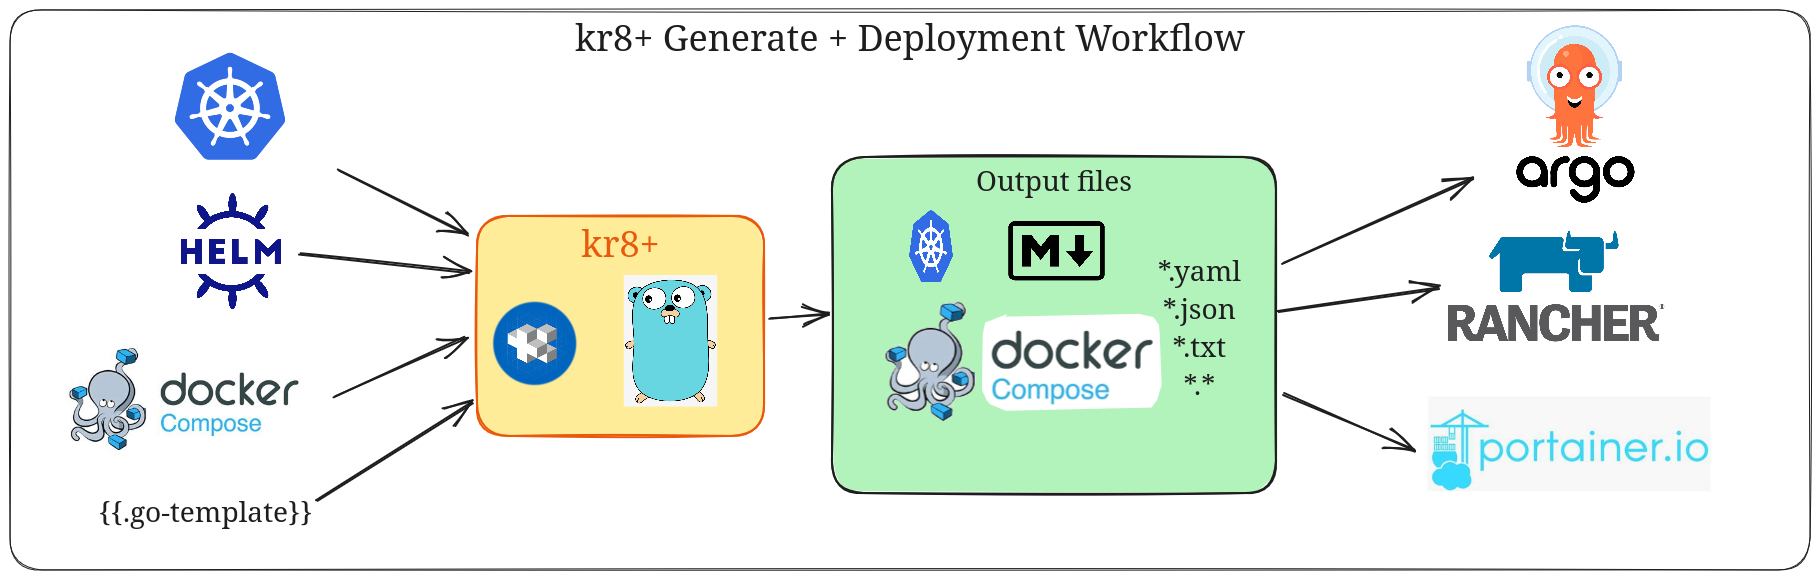 kr8+ Generate + Deployment Workflow
HELM
docker
Compose
{{.go-template}}
kr8+
Output files
M
docker
Compose
*.yaml
*.json
*.txt
*.*
argo
RANCHER
portainer.io